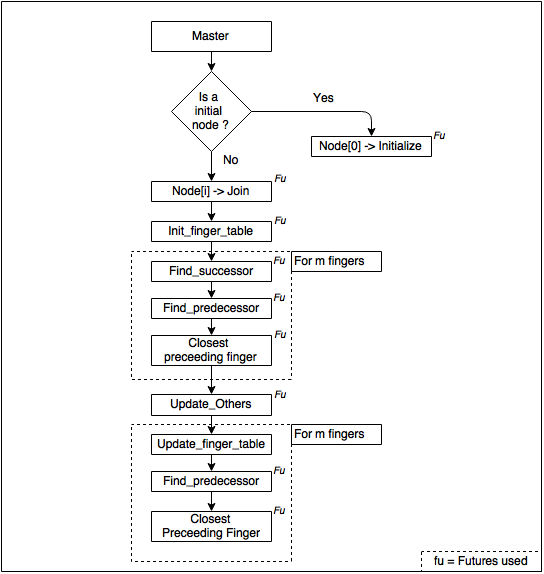 Master
Is a
initial
node ?
Yes
Fu
Node[0] -> Initialize
No
Fu
Node[i] -> Join
Fu
Init_finger_table
Fu
For m fingers
Find_successor
Fu
Find_predecessor
Fu
Closest
preceeding finger
Fu
Update_Others
For m fingers
Update_finger_table
Fu
Find_predecessor
Fu
Closest
Preceeding Finger
fu = Futures used